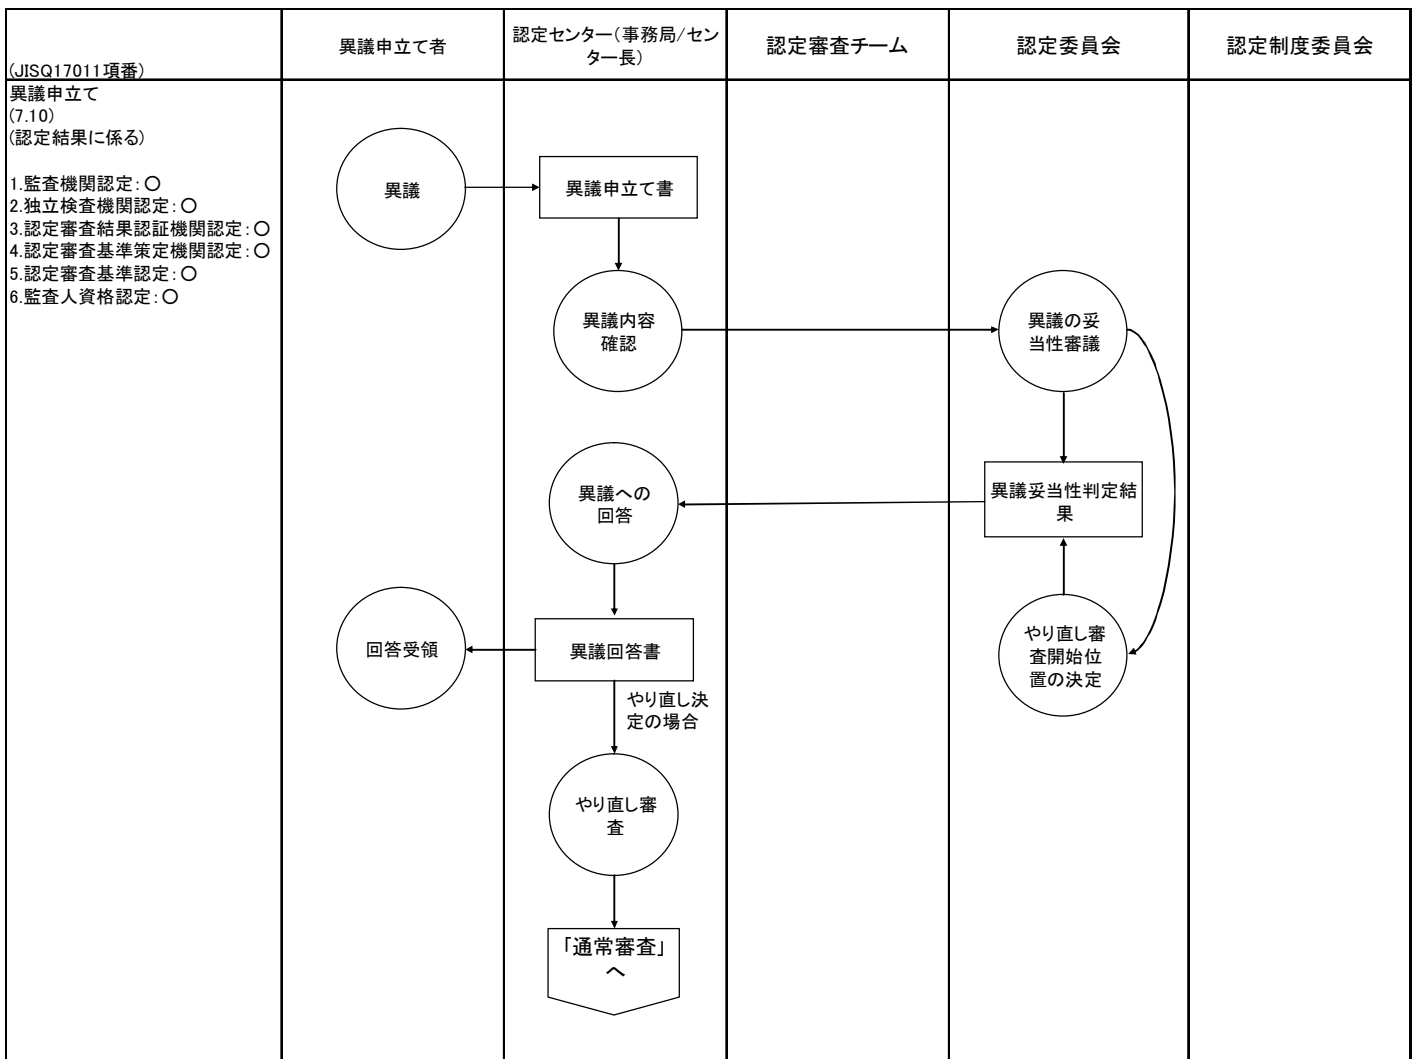 (JISQ17011項番)
異議申立て者
認定センター(事務局/セン
ター長)
認定審査チーム
認定委員会
認定制度委員会
異議申立て
(7.10)
(認定結果に係る)
1.監査機関認定:○
2.独立検査機関認定:○
3.認定審査結果認証機関認定:○
4.認定審査基準策定機関認定:○
5.認定審査基準認定:○
6.監査人資格認定:○
異議
異議申立て書
異議内容
確認
異議の妥
当性審議
異議への
回答
異議妥当性判定結
果
回答受領
異議回答書
やり直し審
査開始位
置の決定
やり直し決
定の場合
やり直し審
査
「通常審査」
へ